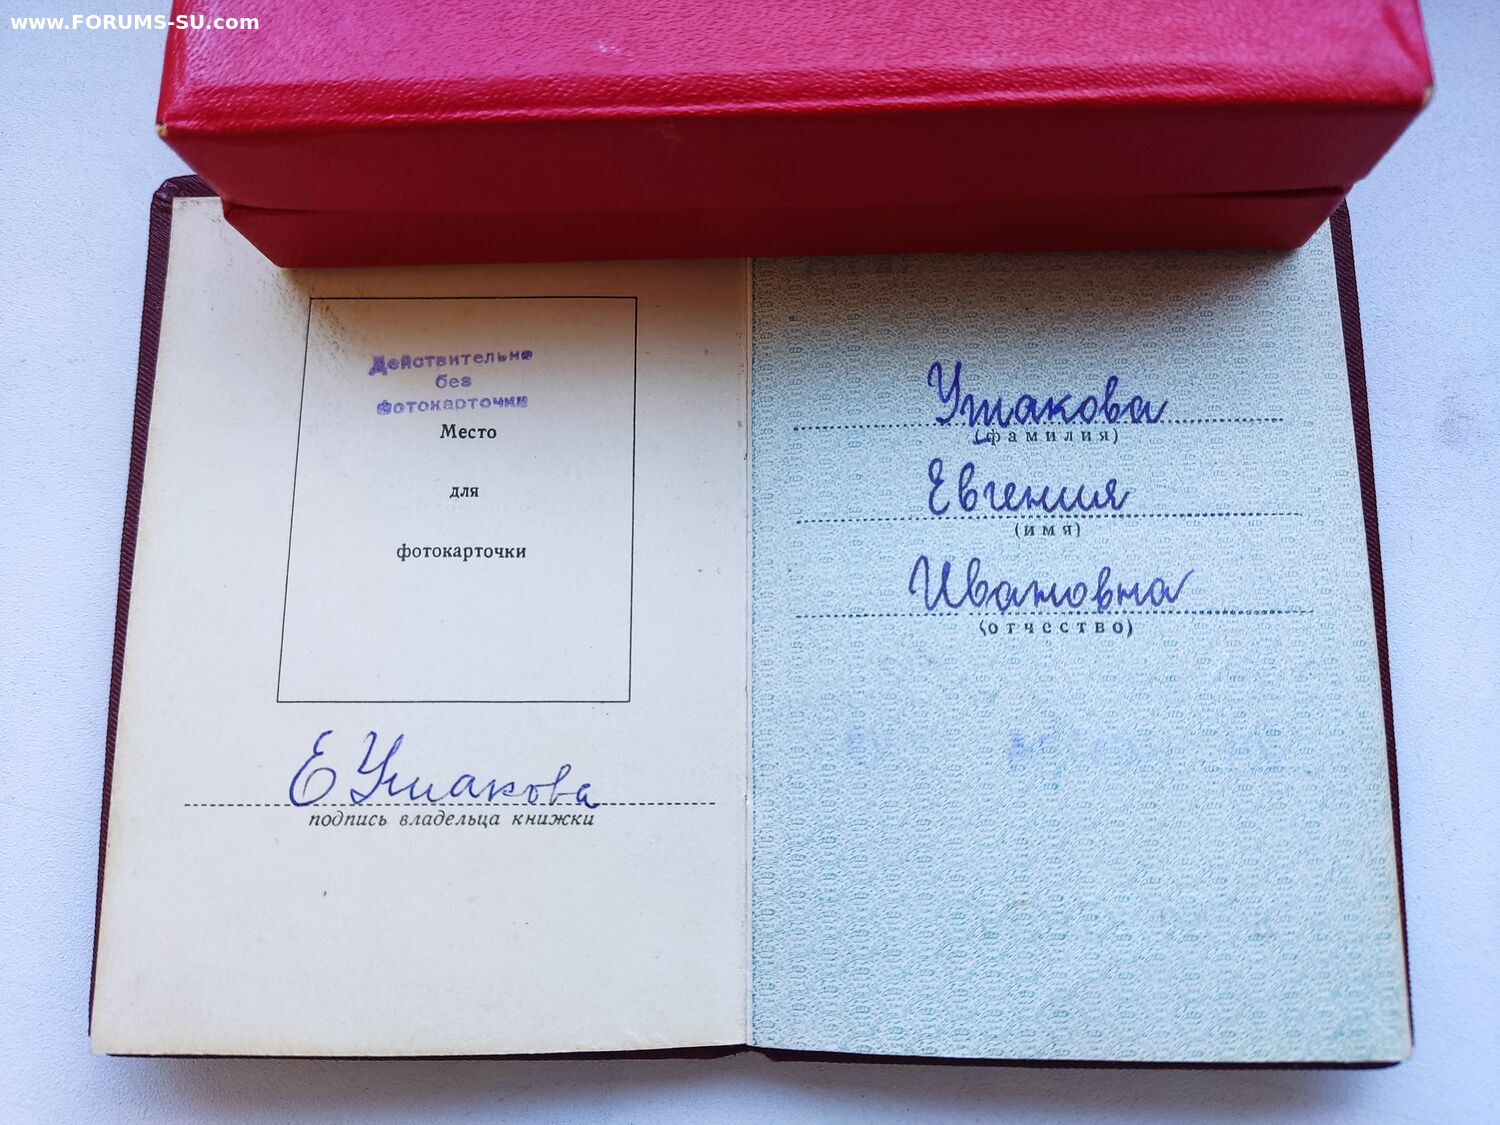 www.FORUMS-SU.com
Действительно
без
фотокарточки
Место
для
фотокарточки
Е Ушакова
подпись владельца книжки
Ушакова
(фамилия)
Евгения
(имя)
Ивановна
(отчество)